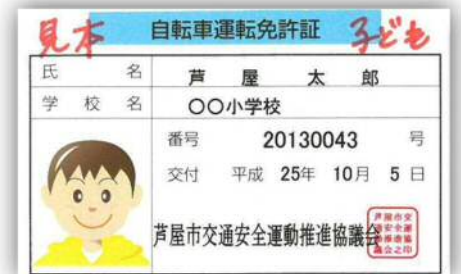 見本 自転車運転免許証 子ども
氏名 芦屋太郎
学校名 〇〇小学校
番号 20130043 号
交付 平成 25年 10月 5日
芦屋市交通安全運動推進協議会